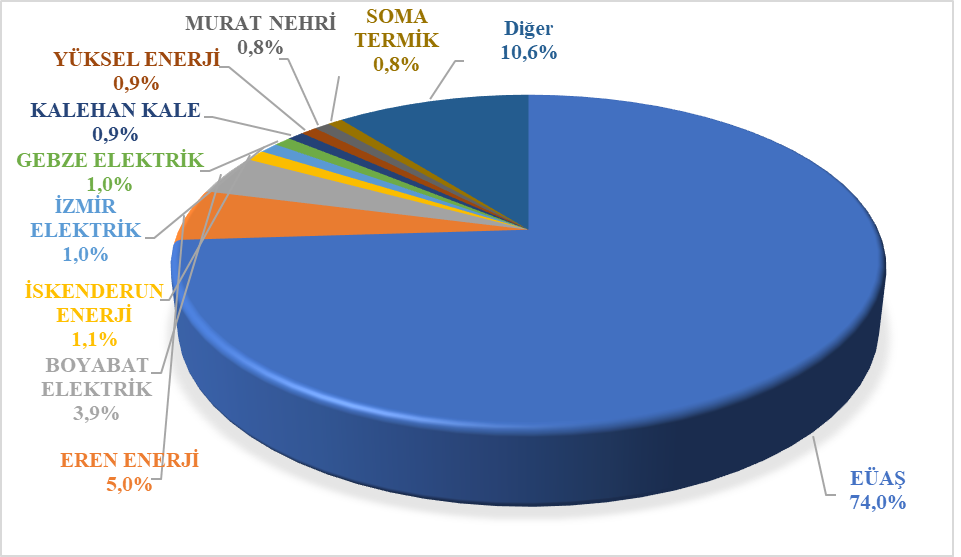 MURAT NEHRİ
0,8%
SOMA
TERMİK
0,8%
Diğer
10,6%
YÜKSEL ENERJİ
0,9%
KALEHAN KALE
0,9%
GEBZE ELEKTRİK
1,0%
İZMİR
ELEKTRİK
1,0%
İSKENDERUN
ENERJİ
1,1%
BOYABAT
ELEKTRİK
3,9%
EREN ENERJİ
5,0%
EÜAŞ
74,0%